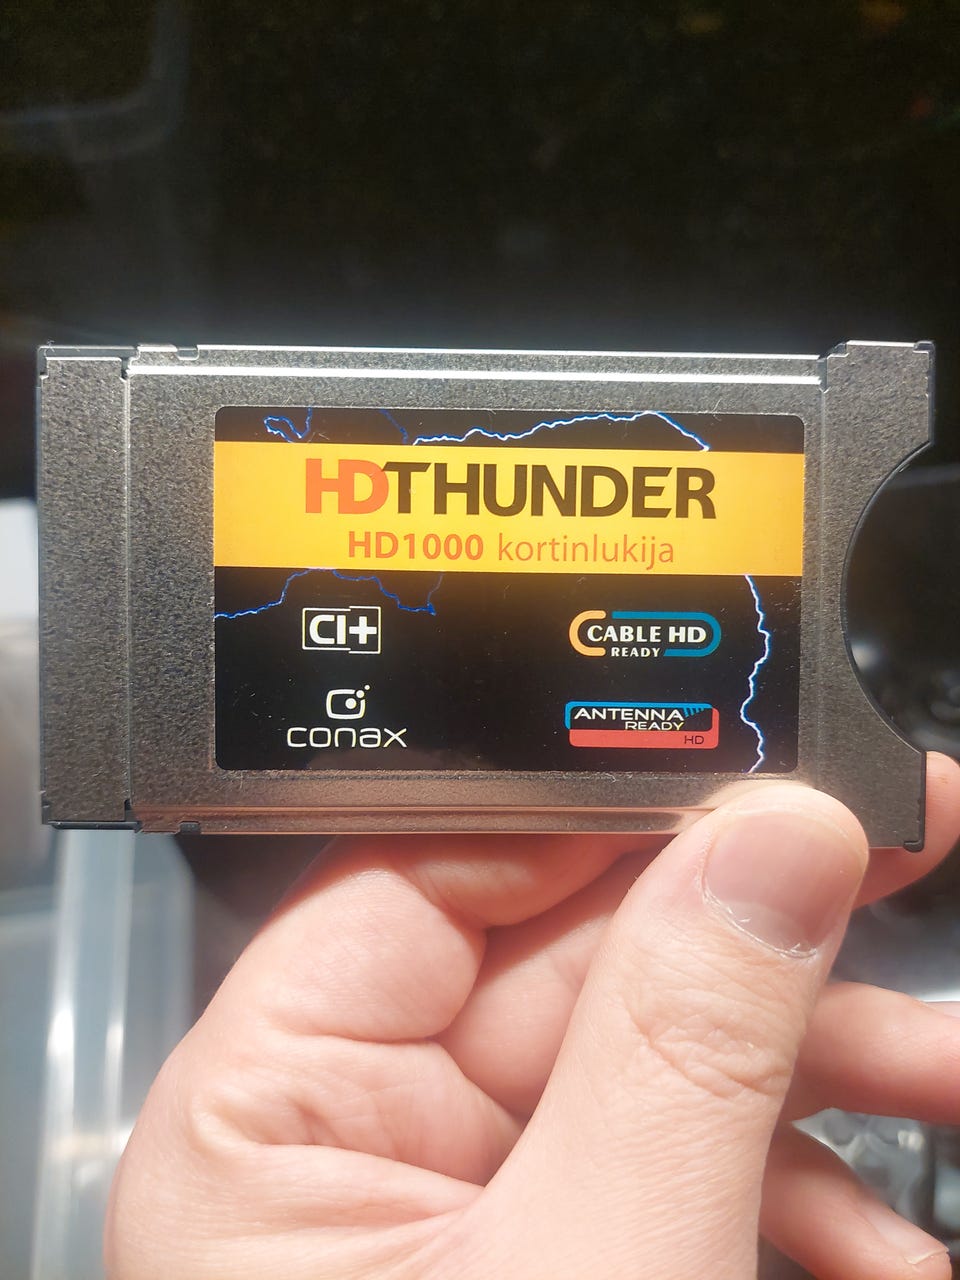 HDTHUNDER
HD1000 kortinlukija
CI+
CABLE HD
READY
conax
ANTENNA
READY
HD